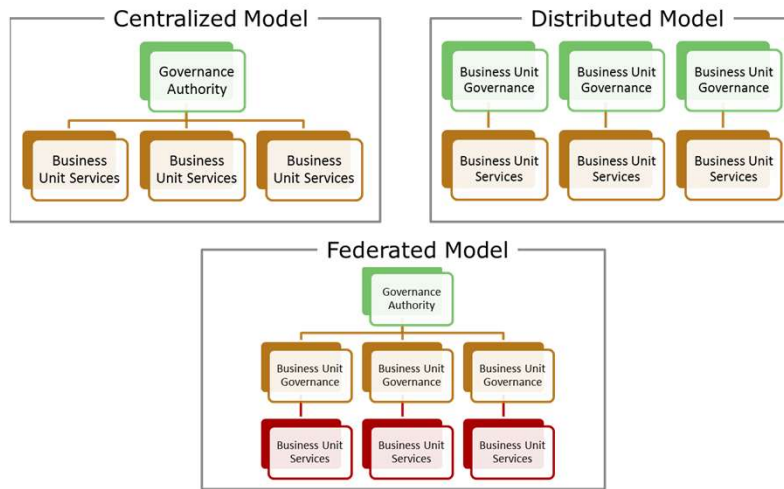 Centralized Model
Governance
Authority
Business
Unit Services
Business
Unit Services
Business
Unit Services
Distributed Model
Business Unit
Governance
Business Unit
Governance
Business Unit
Governance
Business Unit
Services
Business Unit
Services
Business Unit
Services
Federated Model
Governance
Authority
Business Unit
Governance
Business Unit
Governance
Business Unit
Governance
Business Unit
Services
Business Unit
Services
Business Unit
Services